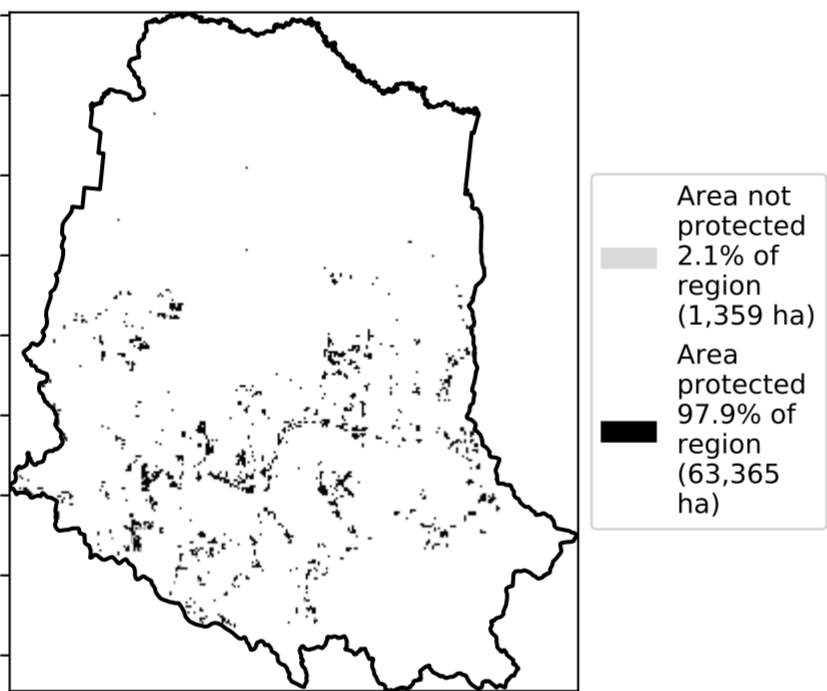 Area not
protected
2.1% of
region
(1,359 ha)
Area
protected
97.9% of
region
(63,365
ha)